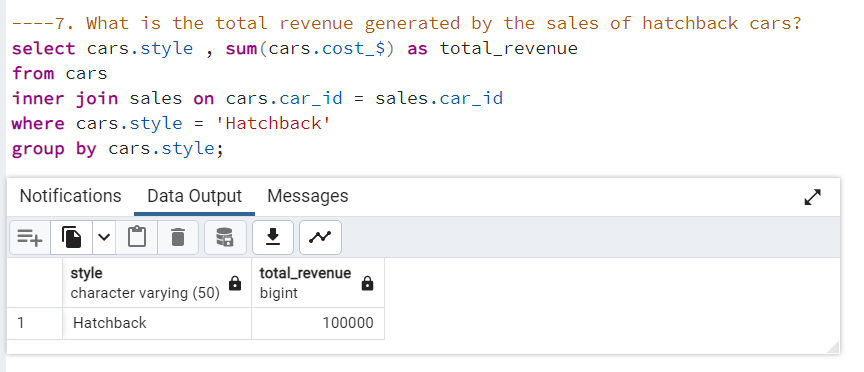 ----7. What is the total revenue generated by the sales of hatchback cars?
select cars.style , sum(cars.cost_$) as total_revenue
from cars
inner join sales on cars.car_id = sales.car_id
where cars.style = 'Hatchback'
group by cars.style;
Notifications Data Output Messages
style total_revenue
character varying (50) bigint
1 Hatchback 100000